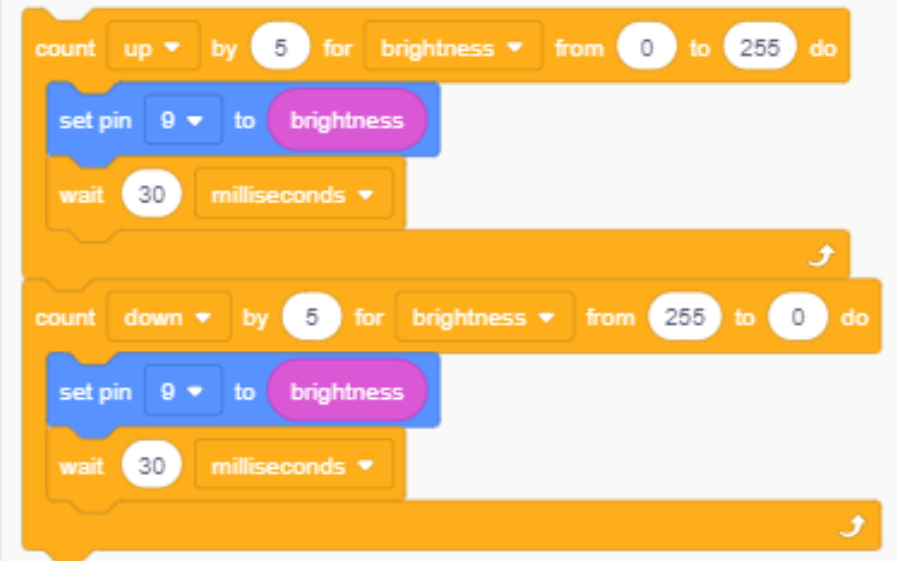 count up by 5 for brightness from 0 to 255 do
set pin 9 to brightness
wait 30 milliseconds
count down by 5 for brightness from 255 to 0 do
set pin 9 to brightness
wait 30 milliseconds